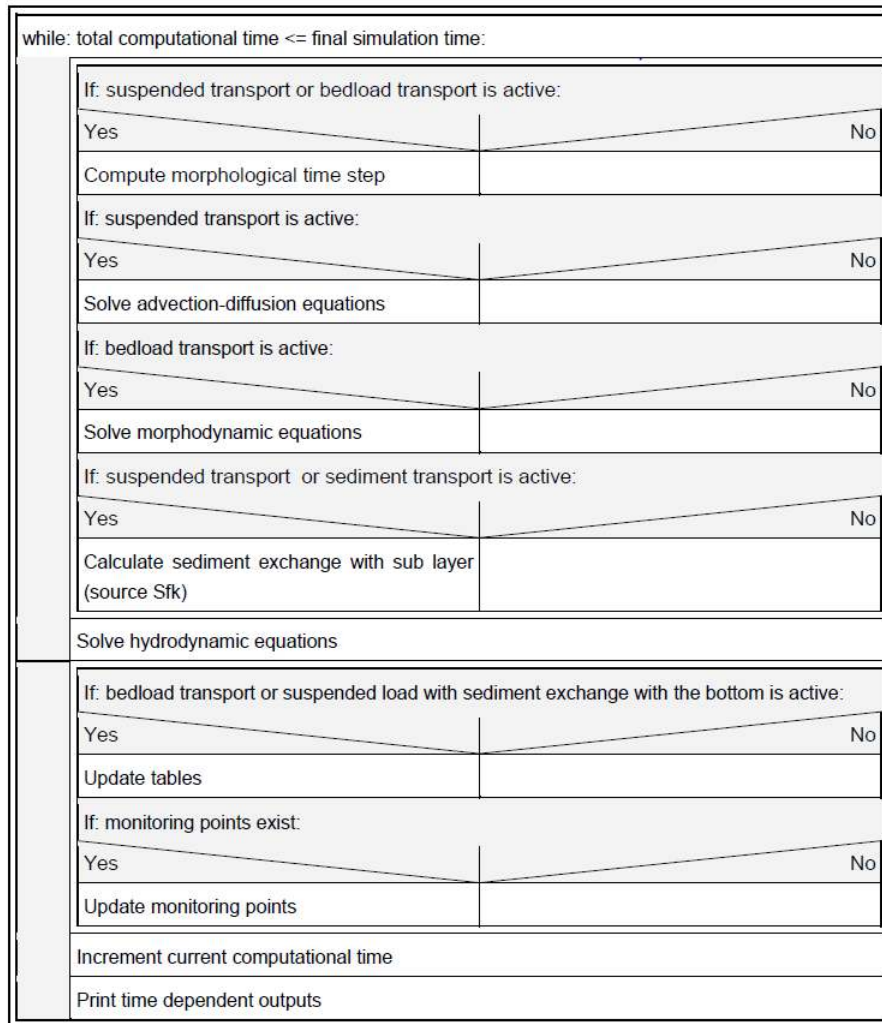 while: total computational time <= final simulation time:
If: suspended transport or bedload transport is active:
Yes No
Compute morphological time step
If: suspended transport is active:
Yes No
Solve advection-diffusion equations
If: bedload transport is active:
Yes No
Solve morphodynamic equations
If: suspended transport or sediment transport is active:
Yes No
Calculate sediment exchange with sub layer
(source Sfk)
Solve hydrodynamic equations
If: bedload transport or suspended load with sediment exchange with the bottom is active:
Yes No
Update tables
If: monitoring points exist:
Yes No
Update monitoring points
Increment current computational time
Print time dependent outputs